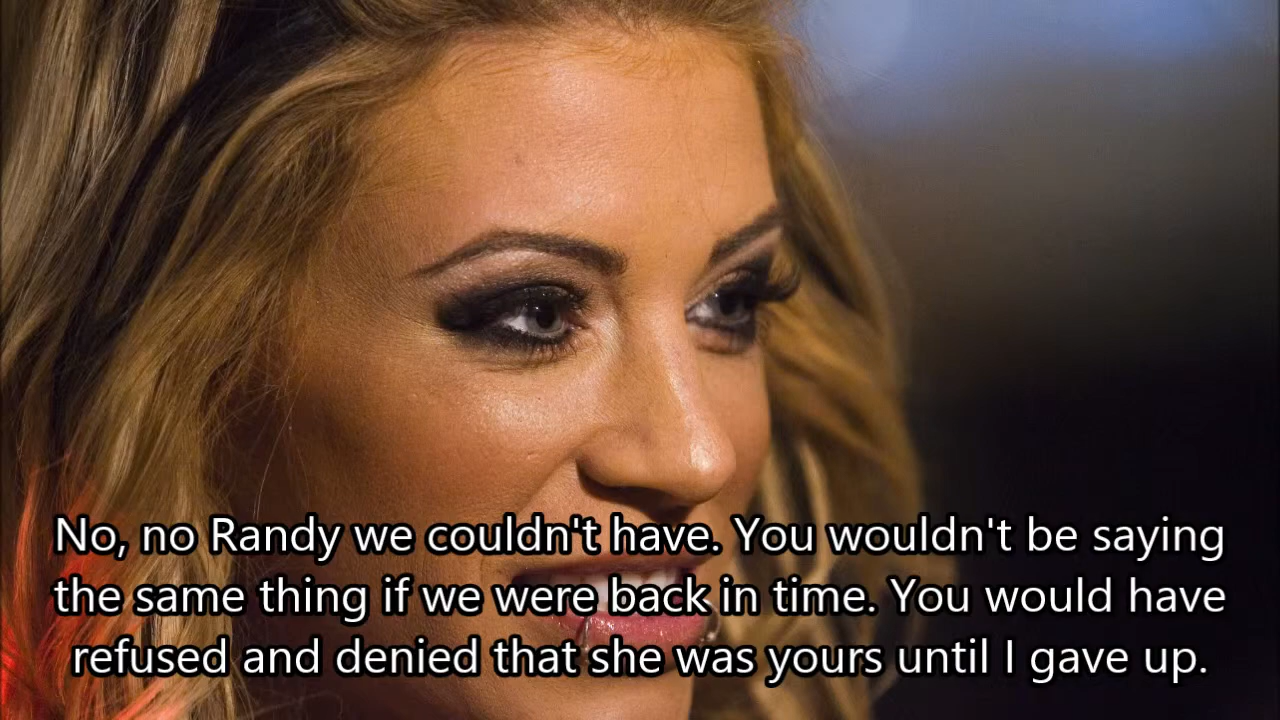 No, no Randy we couldn't have. You wouldn't be saying
the same thing if we were back in time. You would have
refused and denied that she was yours until I gave up.